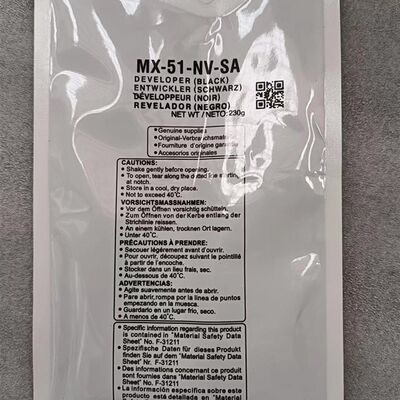 MX-51-NV-SA
DEVELOPER (BLACK)
ENTWICKLER (SCHWARZ)
DÉVELOPPEUR (NOIR)
REVELADOR (NEGRO)
NET WT / NETO: 230g
•Genuine supplies
•Original-Verbrauchsmate
•Fourniture d'origine garantie
•Accesorios originales
CAUTIONS:
• Shake gently before opening.
• To open, tear along the dotted line starting
at notch.
• Store in a cool, dry place.
• Not to exceed 40°C.
VORSICHTSMASSNAHMEN:
• Vor dem Öffnen vorsichtig schütteln.
• Zum Öffnen von der Kerbe entlang der
Strichlinie reissen.
• An einem kühlen, trocknen Ort lagern.
• Unter 40°C.
PRÉCAUTIONS À PRENDRE:
• Secouer légèrement avant d'ouvrir.
• Pour ouvrir, découpez suivant le pointillé
à partir de l'encoche.
• Stocker dans un lieu frais, sec.
• Au-dessous de 40°C.
ADVERTENCIAS:
• Agite suavemente antes de abrir.
• Pare abrir, rompa por la línea de puntos
empezando en la muesca.
• Guardarlo en un lugar frio, seco.
• A menos de 40°C.
• Specific information regarding this product
is contained in "Material Safety Data
Sheet" No. F-31211
• Spezifische Daten für dieses Produkt
finden Sie auf dem "Material Safety Data
Sheet" Nr. F-31211
• Des informations concernant ce produit
sont fournies dans "Material Safety Data
Sheet" N° F-31211
• La información específica sobre este
producto está detallada en "Material